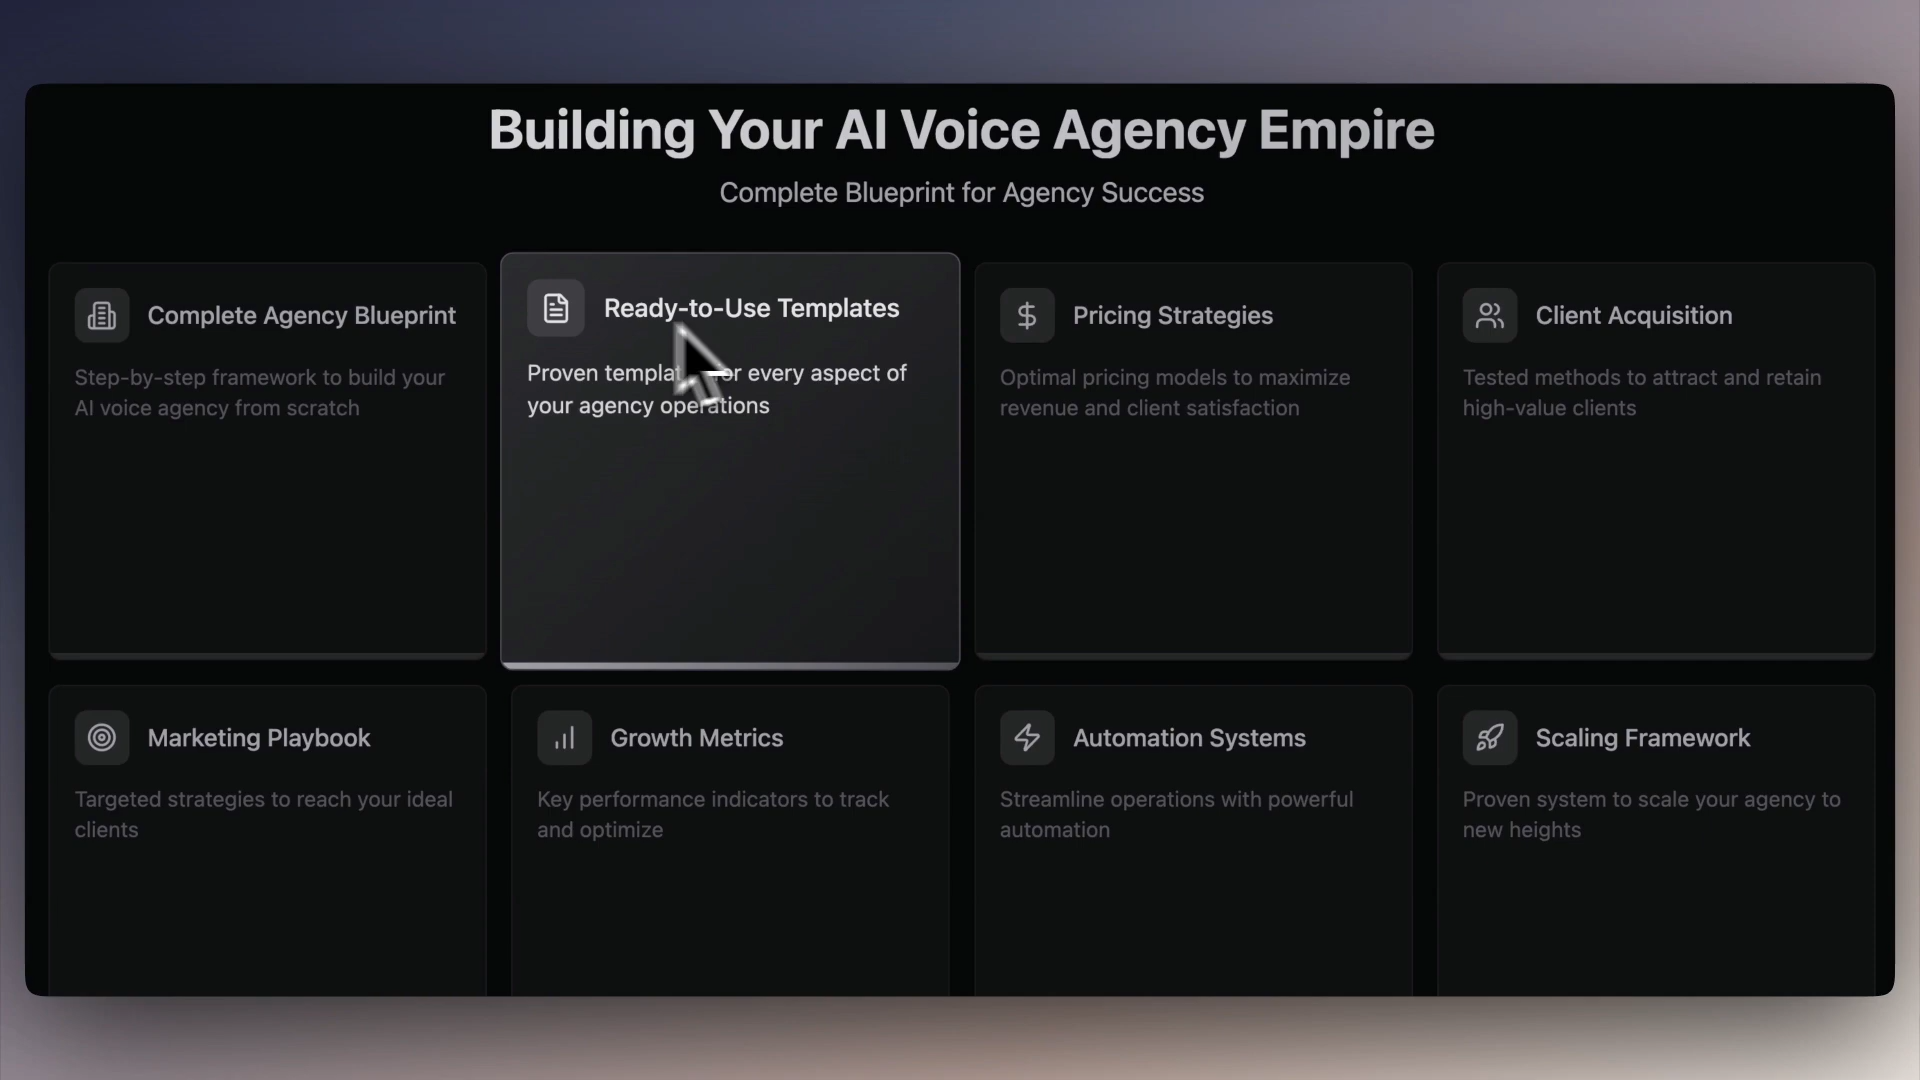 Building Your AI Voice Agency Empire
Complete Blueprint for Agency Success
Complete Agency Blueprint
Step-by-step framework to build your
AI voice agency from scratch
Ready-to-Use Templates
Proven every aspect of
your agency operations
Pricing Strategies
Optimal pricing models to maximize
revenue and client satisfaction
Client Acquisition
Tested methods to attract and retain
high-value clients
Marketing Playbook
Targeted strategies to reach your ideal
clients
Growth Metrics
Key performance indicators to track
and optimize
Automation Systems
Streamline operations with powerful
automation
Scaling Framework
Proven system to scale your agency to
new heights